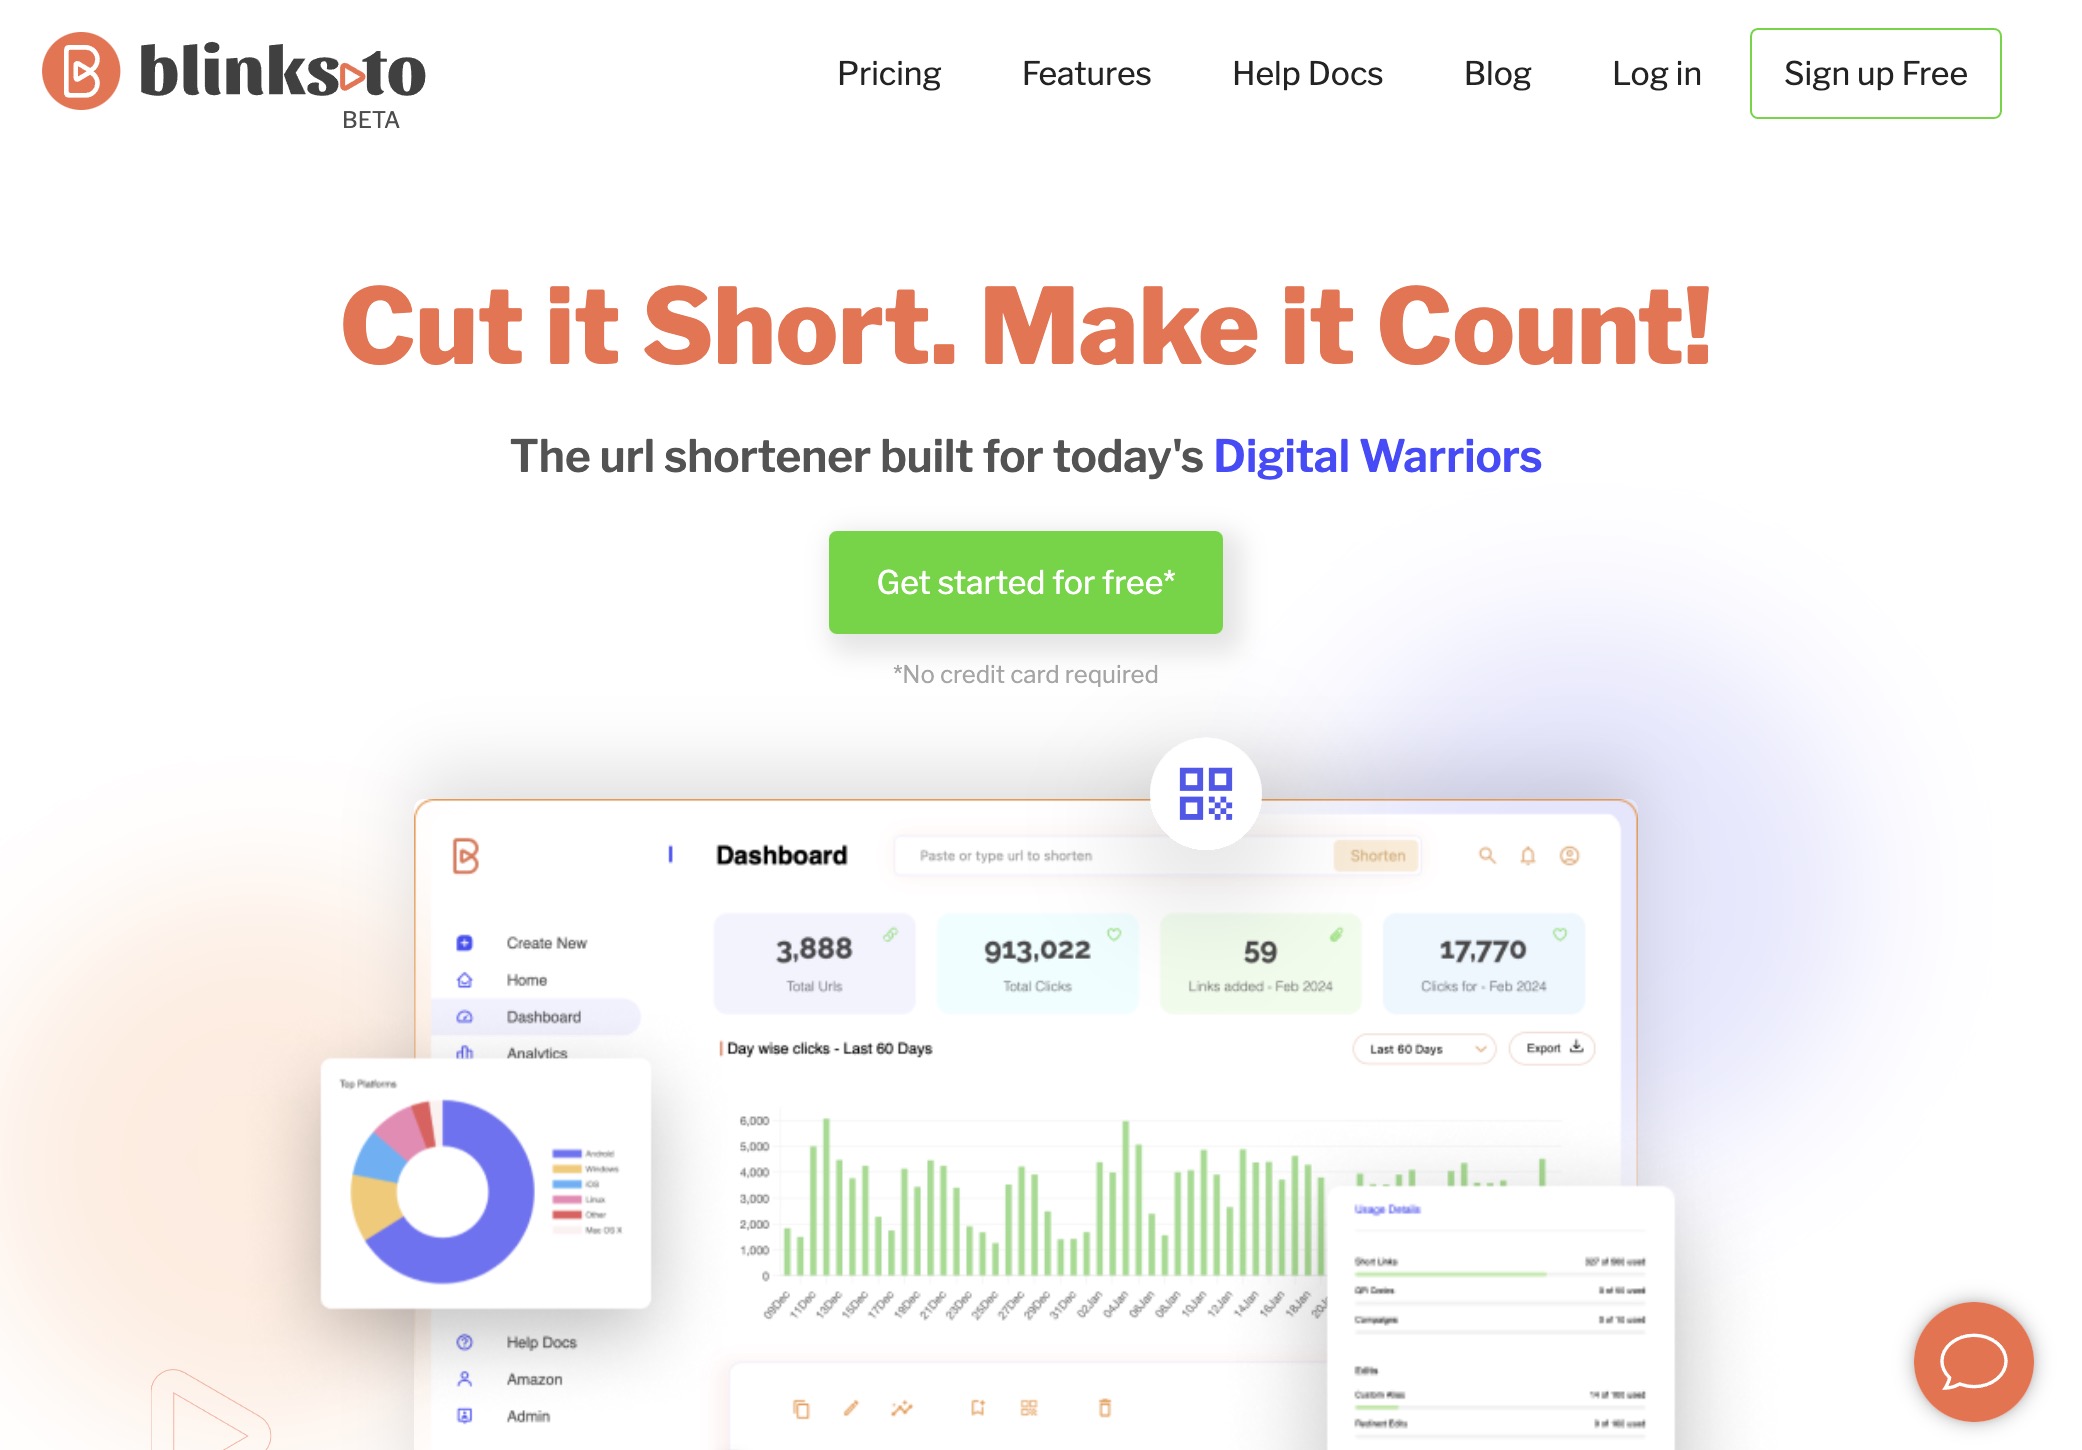 blinks to
BETA
Pricing
Features
Help Docs
Blog
Log in
Sign up Free
Cut it Short. Make it Count!
The url shortener built for today's Digital Warriors
Get started for free*
*No credit card required
Dashboard
Paste or type url to shorten
Shorten
Create New
Home
Dashboard
Analytics
3,888
Total Urls
913,022
Total Clicks
59
Links added - Feb 2024
17,770
Clicks for - Feb 2024
Day wise clicks - Last 60 Days
Last 60 Days
Export
Top Platforms
Android
Windows
iOS
Linux
Other
Mac OS X
6,000
5,000
4,000
3,000
2,000
1,000
0
09Dec
11Dec
13Dec
15Dec
17Dec
19Dec
21Dec
23Dec
25Dec
27Dec
29Dec
31Dec
02Jan
04Jan
06Jan
08Jan
10Jan
12Jan
14Jan
16Jan
18Jan
Usage Details
Short Links
QR Codes
Campaigns
Edits
Custom Alias
Redirect Edits
Help Docs
Amazon
Admin